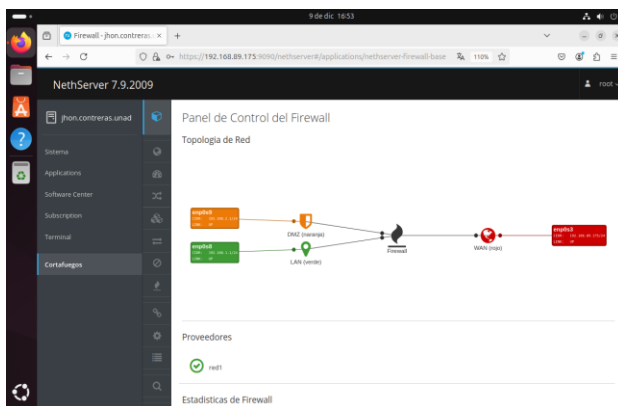 9 de dic 16:53
Firewall - jhon.contreras.
https://192.168.89.175:9090/nethserver#/applications/nethserver-firewall-base
110%
NethServer 7.9.2009
root
jhon.contreras.unad
Sistema
Applications
Software Center
Subscription
Terminal
Cortafuegos
Panel de Control del Firewall
Topologia de Red
enp0s9
DMZ (naranja)
enp0s8
LAN (verde)
Firewall
WAN (rojo)
enp0s3
Proveedores
red1
Estadisticas de Firewall